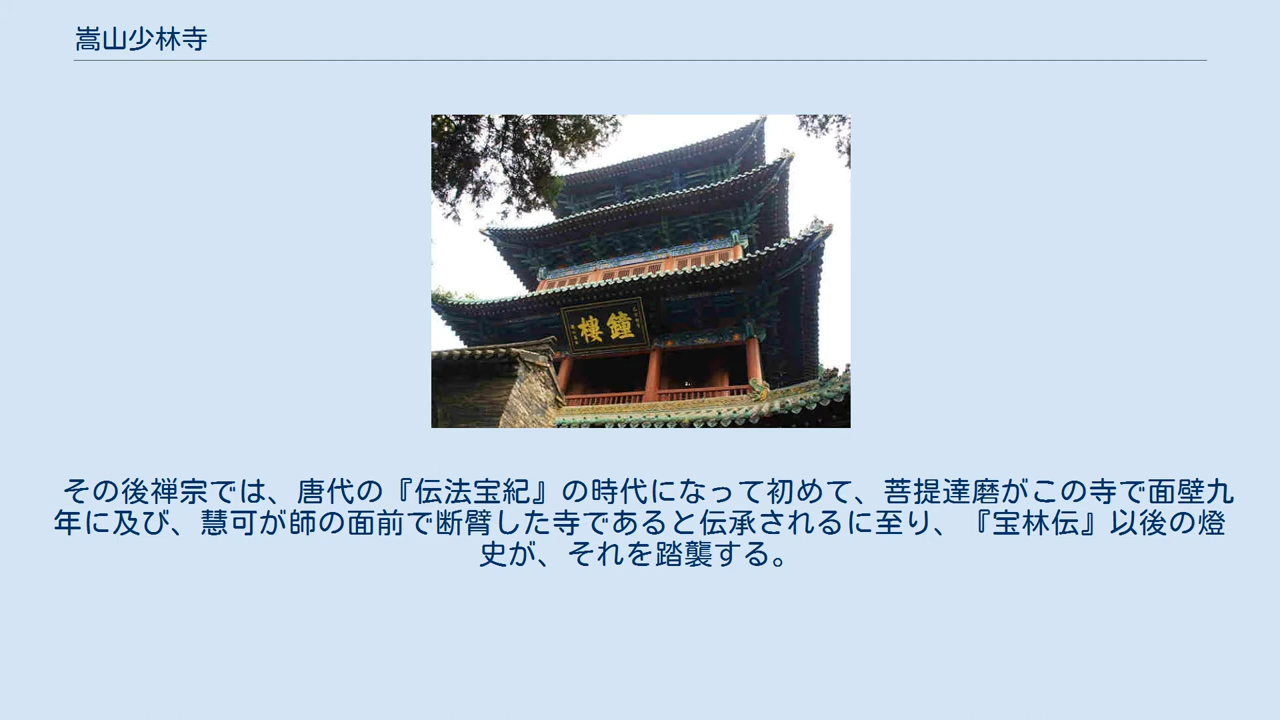 嵩山少林寺
樓鐘
その後禅宗では、唐代の『伝法宝紀』の時代になって初めて、菩提達磨がこの寺で面壁九
年に及び、慧可が師の面前で断臂した寺であると伝承されるに至り、『宝林伝』以後の燈
史が、それを踏襲する。